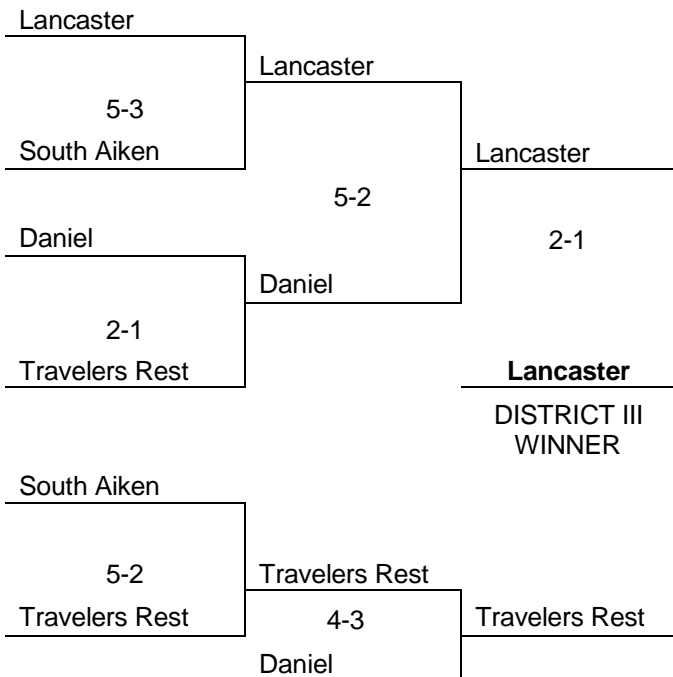 Lancaster
Lancaster
5-3
South Aiken
Lancaster
5-2
Daniel
2-1
Daniel
2-1
Travelers Rest
Lancaster
DISTRICT III
WINNER
South Aiken
5-2
Travelers Rest
Travelers Rest
4-3
Travelers Rest
Daniel